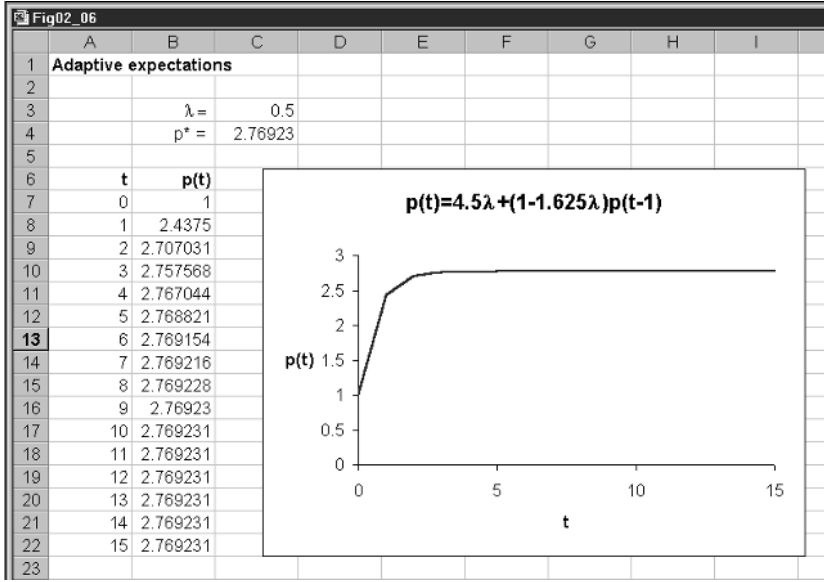 Fig02_06
A B C D E F G H I
1 Adaptive expectations
2
3 λ = 0.5
4 p* = 2.76923
5
6 t p(t)
7 0 1
8 1 2.4375
9 2 2.707031
10 3 2.757568
11 4 2.767044
12 5 2.768821
13 6 2.769154
14 7 2.769216
15 8 2.769228
16 9 2.76923
17 10 2.769231
18 11 2.769231
19 12 2.769231
20 13 2.769231
21 14 2.769231
22 15 2.769231
23
p(t)=4.5λ+(1-1.625λ)p(t-1)
3
2.5
2
p(t) 1.5
1
0.5
0
0 5 10 15
t